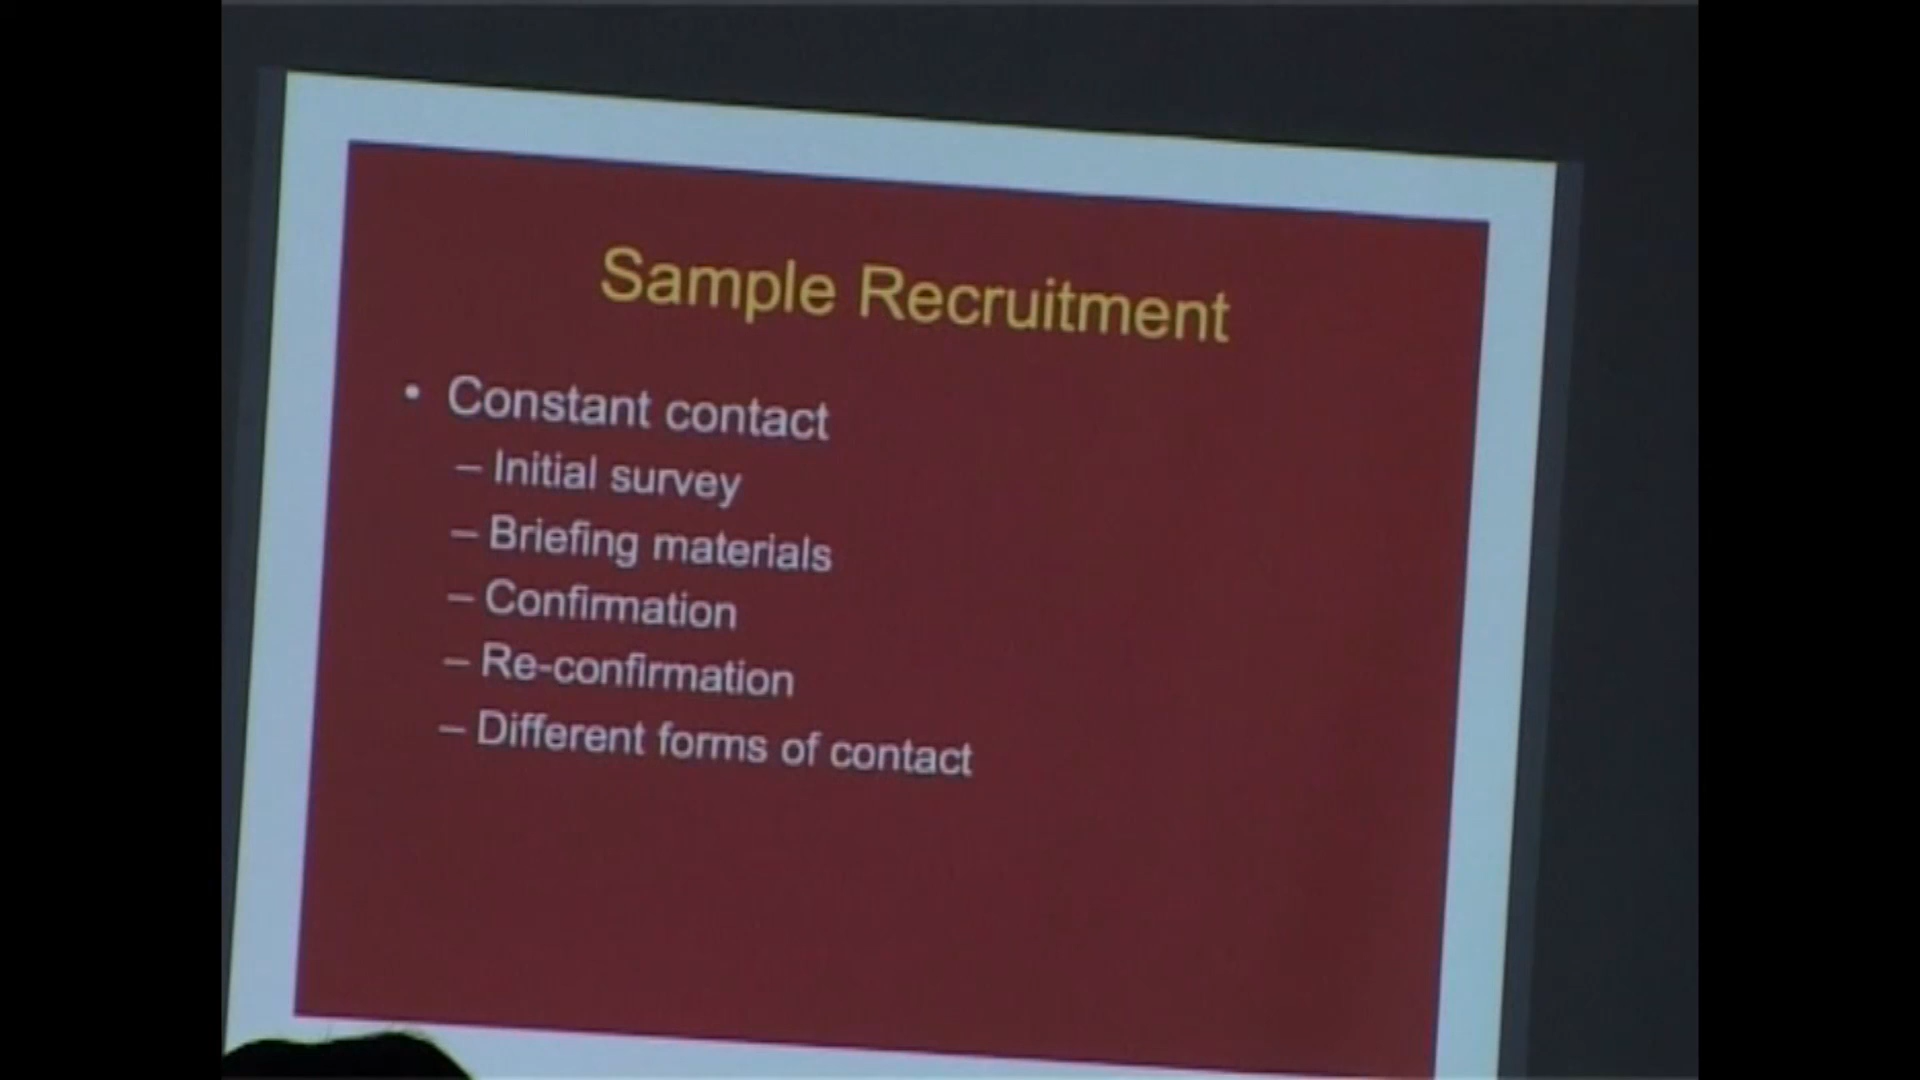 Sample Recruitment
• Constant contact
– Initial survey
– Briefing materials
– Confirmation
– Re-confirmation
– Different forms of contact